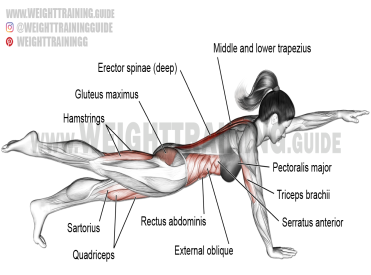 WWW.WEIGHTTRAINING.GUIDE
@WEIGHTTRAININGGUIDE
WEIGHTTRAININGG
Middle and lower trapezius
Erector spinae (deep)
Gluteus maximus
Hamstrings
WWW.WEIGHTTRAINING.GUIDE
Pectoralis major
Triceps brachii
Serratus anterior
Rectus abdominis
Sartorius
External oblique
Quadriceps